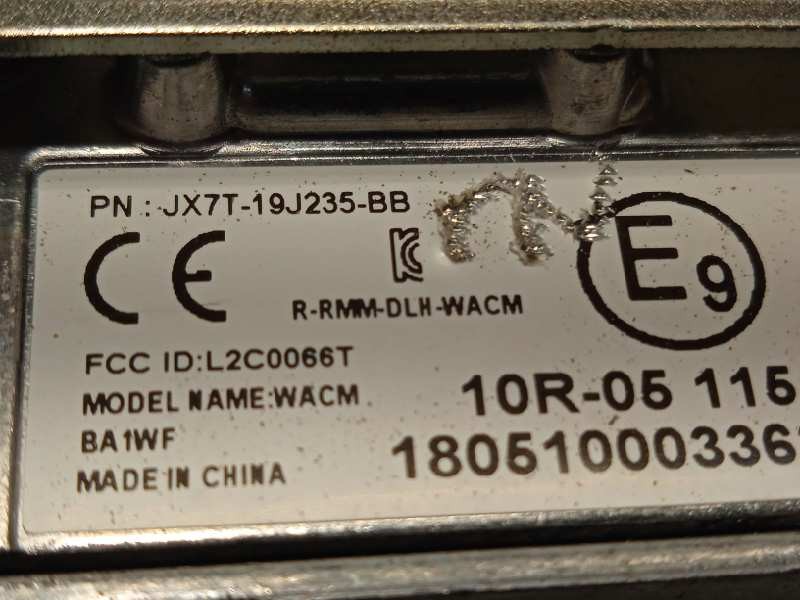 PN : JX7T-19J235-BB
CE
R-RMM-DLH-WACM
E9
FCC ID:L2C0066T
MODEL NAME:WACM
10R-05 115
BA1WF
18051000336
MADE IN CHINA